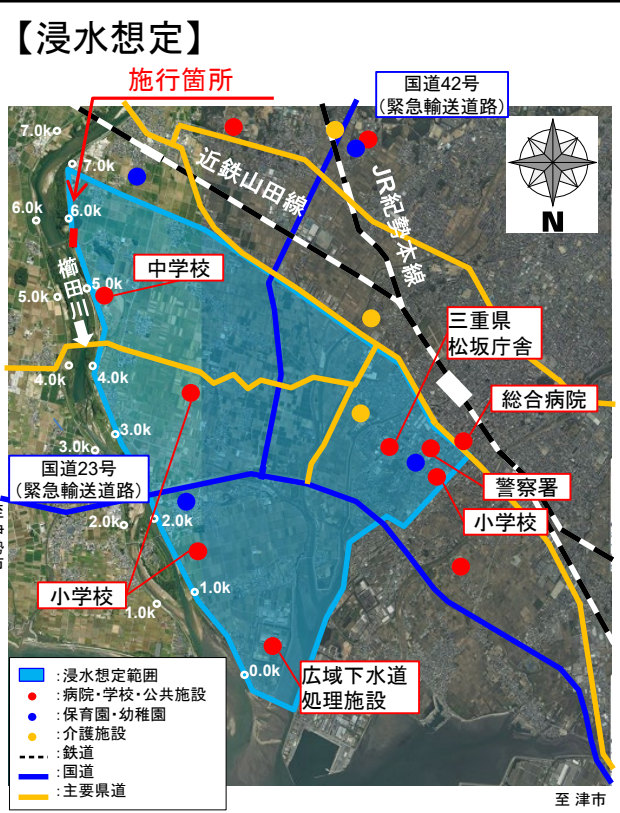 【浸水想定】
施行箇所
国道42号
(緊急輸送道路)
7.0k
近鉄山田線
JR紀勢本線
N
7.0k
6.0k
6.0k
櫛田川
中学校
5.0k
5.0k
三重県
松坂庁舎
4.0k
4.0k
総合病院
3.0k
3.0k
国道23号
(緊急輸送道路)
警察署
小学校
2.0k
2.0k
小学校
1.0k
1.0k
0.0k
広域下水道
処理施設
:浸水想定範囲
:病院・学校・公共施設
:保育園・幼稚園
:介護施設
:鉄道
:国道
:主要県道
至 津市